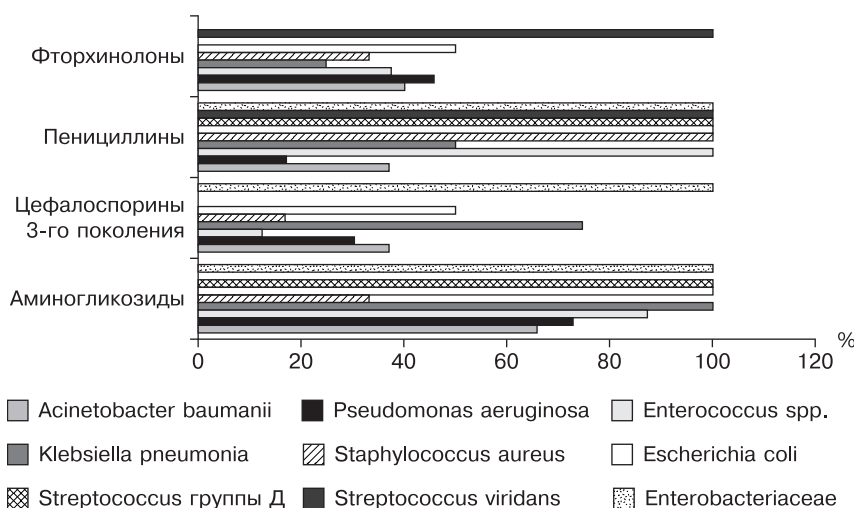 Фторхинолоны
Пенициллины
Цефалоспорины
3-го поколения
Аминогликозиды
0 20 40 60 80 100 120
%
Acinetobacter baumanii Pseudomonas aeruginosa Enterococcus spp.
Klebsiella pneumonia Staphylococcus aureus Escherichia coli
Streptococcus группы Д Streptococcus viridans Enterobacteriaceae